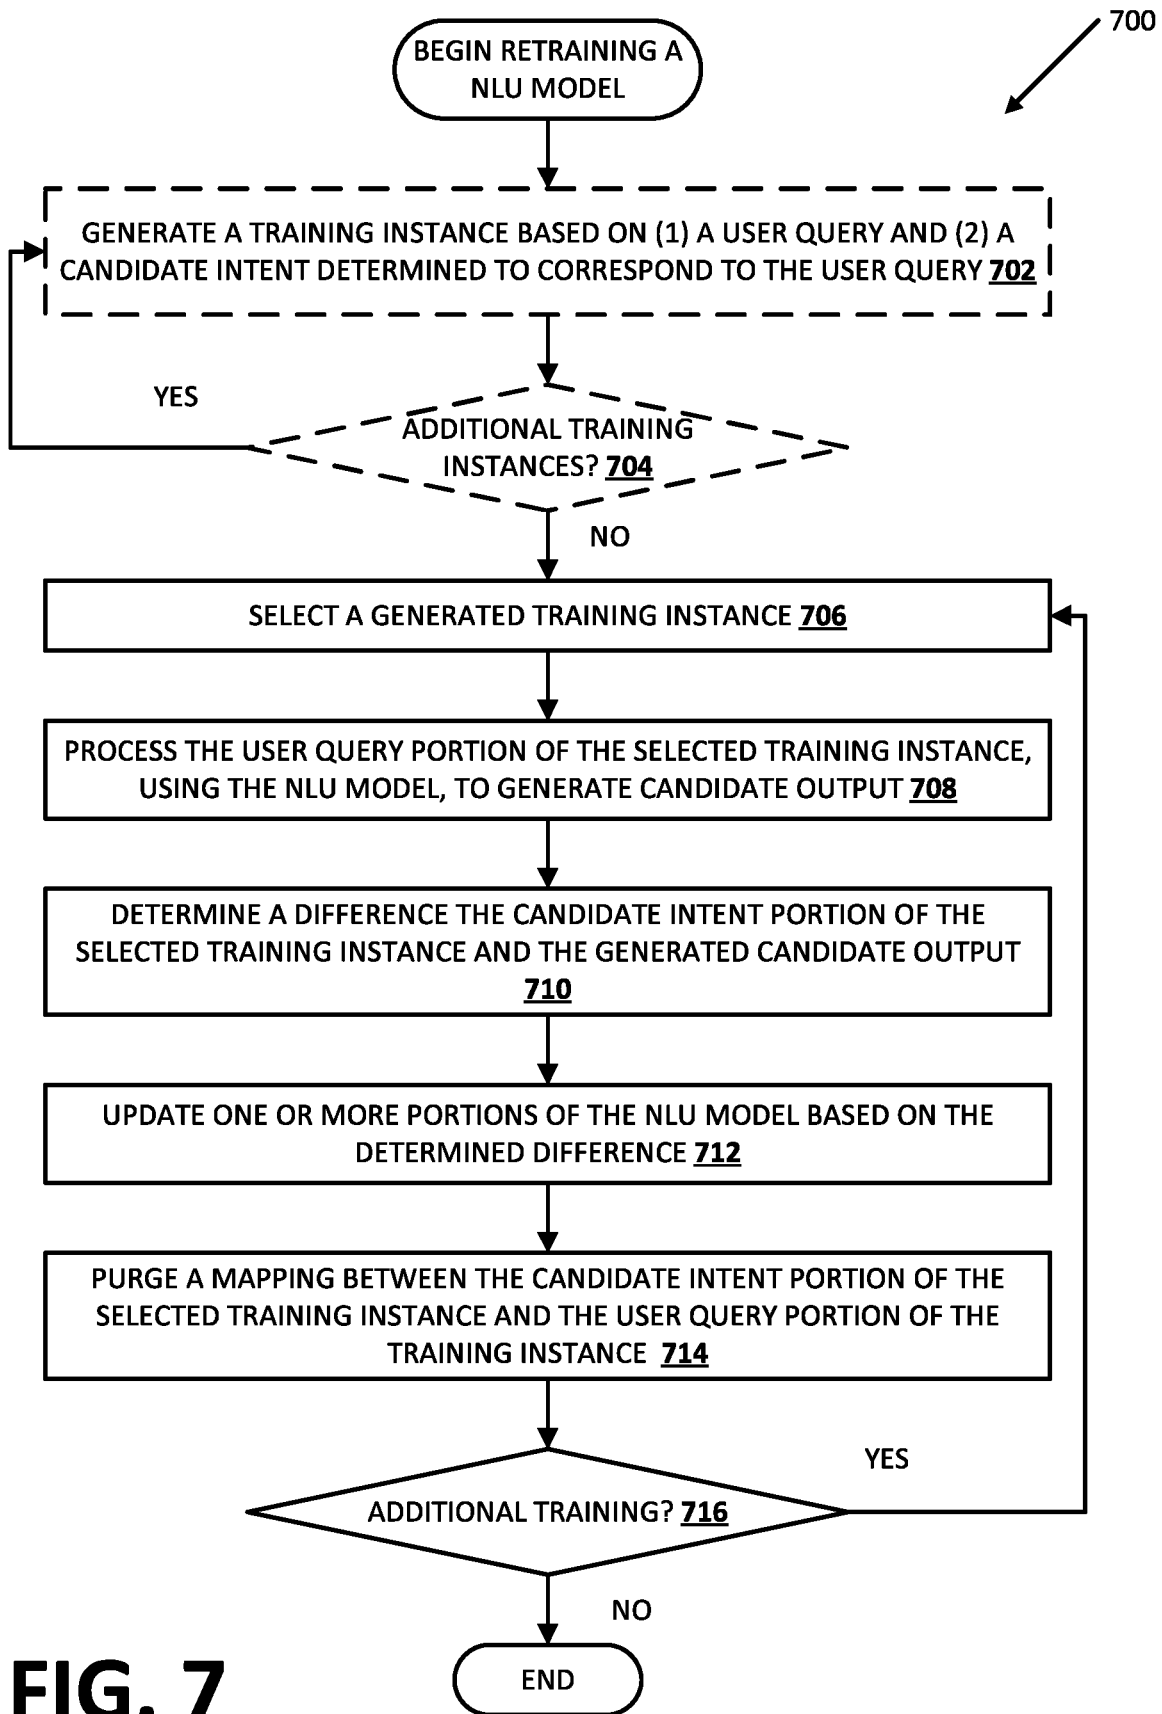 700
BEGIN RETRAINING A
NLU MODEL
GENERATE A TRAINING INSTANCE BASED ON (1) A USER QUERY AND (2) A
CANDIDATE INTENT DETERMINED TO CORRESPOND TO THE USER QUERY 702
YES
ADDITIONAL TRAINING
INSTANCES? 704
NO
SELECT A GENERATED TRAINING INSTANCE 706
PROCESS THE USER QUERY PORTION OF THE SELECTED TRAINING INSTANCE,
USING THE NLU MODEL, TO GENERATE CANDIDATE OUTPUT 708
DETERMINE A DIFFERENCE THE CANDIDATE INTENT PORTION OF THE
SELECTED TRAINING INSTANCE AND THE GENERATED CANDIDATE OUTPUT
710
UPDATE ONE OR MORE PORTIONS OF THE NLU MODEL BASED ON THE
DETERMINED DIFFERENCE 712
PURGE A MAPPING BETWEEN THE CANDIDATE INTENT PORTION OF THE
SELECTED TRAINING INSTANCE AND THE USER QUERY PORTION OF THE
TRAINING INSTANCE 714
YES
ADDITIONAL TRAINING? 716
NO
END
FIG. 7